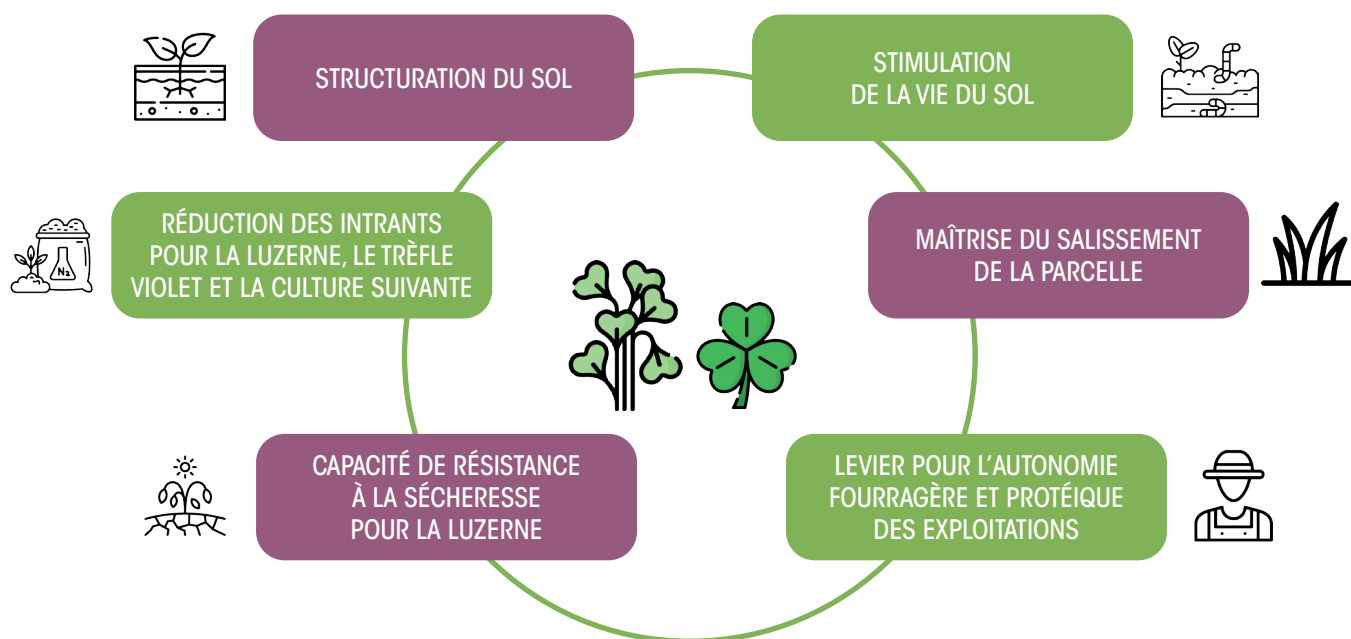 STRUCTURATION DU SOL
STIMULATION
DE LA VIE DU SOL
RÉDUCTION DES INTRANTS
POUR LA LUZERNE, LE TRÈFLE
VIOLET ET LA CULTURE SUIVANTE
N₂
MAÎTRISE DU SALISSEMENT
DE LA PARCELLE
CAPACITÉ DE RÉSISTANCE
À LA SÉCHERESSE
POUR LA LUZERNE
LEVIER POUR L’AUTONOMIE
FOURRAGÈRE ET PROTÉIQUE
DES EXPLOITATIONS